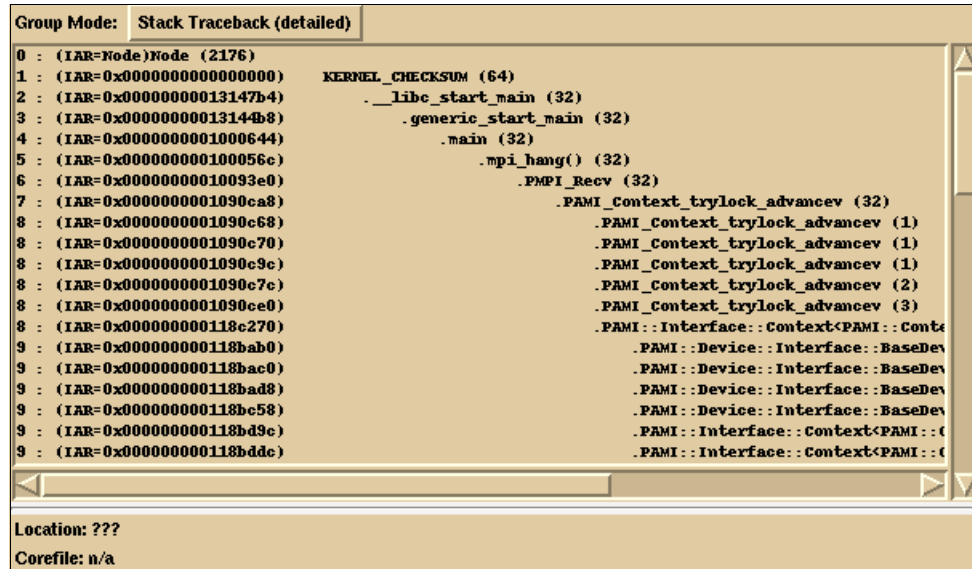 Group Mode: Stack Traceback (detailed)
0 : (IAR=Node)Node (2176)
1 : (IAR=0x0000000000000000) KERNEL_CHECKSUM (64)
2 : (IAR=0x00000000013147b4) .__libc_start_main (32)
3 : (IAR=0x00000000013144b8) .generic_start_main (32)
4 : (IAR=0x0000000001000644) .main (32)
5 : (IAR=0x000000000100056c) .mpi_hang() (32)
6 : (IAR=0x00000000010093e0) .PMPI_Recv (32)
7 : (IAR=0x0000000001090ca8) .PAMI_Context_trylock_advancev (32)
8 : (IAR=0x0000000001090c68) .PAMI_Context_trylock_advancev (1)
8 : (IAR=0x0000000001090c70) .PAMI_Context_trylock_advancev (1)
8 : (IAR=0x0000000001090c9c) .PAMI_Context_trylock_advancev (1)
8 : (IAR=0x0000000001090c7c) .PAMI_Context_trylock_advancev (2)
8 : (IAR=0x0000000001090ce0) .PAMI_Context_trylock_advancev (3)
8 : (IAR=0x000000000118c270) .PAMI::Interface::Context<PAMI::Conte
9 : (IAR=0x000000000118bab0) .PAMI::Device::Interface::BaseDev
9 : (IAR=0x000000000118bac0) .PAMI::Device::Interface::BaseDev
9 : (IAR=0x000000000118bad8) .PAMI::Device::Interface::BaseDev
9 : (IAR=0x000000000118bc58) .PAMI::Device::Interface::BaseDev
9 : (IAR=0x000000000118bd9c) .PAMI::Interface::Context<PAMI::C
9 : (IAR=0x000000000118bddc) .PAMI::Interface::Context<PAMI::C
Location: ???
Corefile: n/a